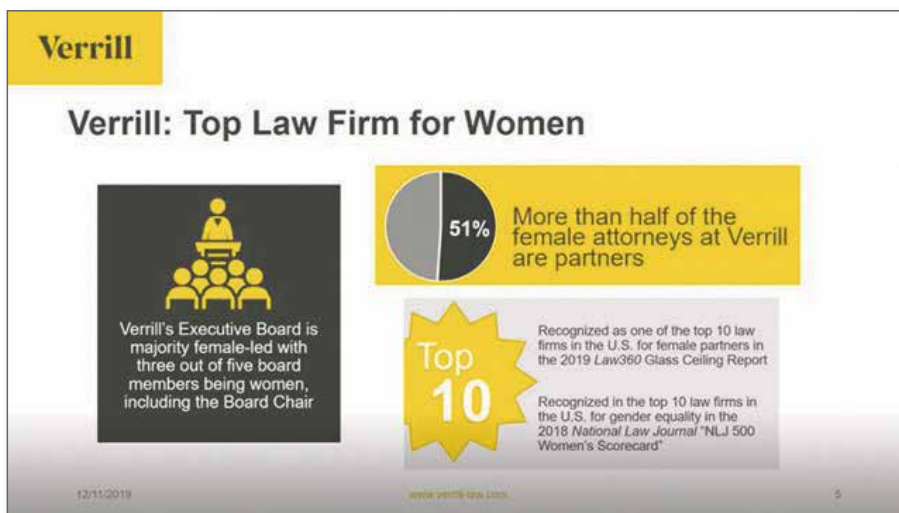 Verrill
Verrill: Top Law Firm for Women
Verrill's Executive Board is
majority female-led with
three out of five board
members being women,
including the Board Chair
51%
More than half of the
female attorneys at Verrill
are partners
Top
10
Recognized as one of the top 10 law
firms in the U.S. for female partners in
the 2019 Law360 Glass Ceiling Report
Recognized in the top 10 law firms in
the U.S. for gender equality in the
2018 National Law Journal "NLJ 500
Women's Scorecard"
12/11/2019
www.verrill-law.com
5